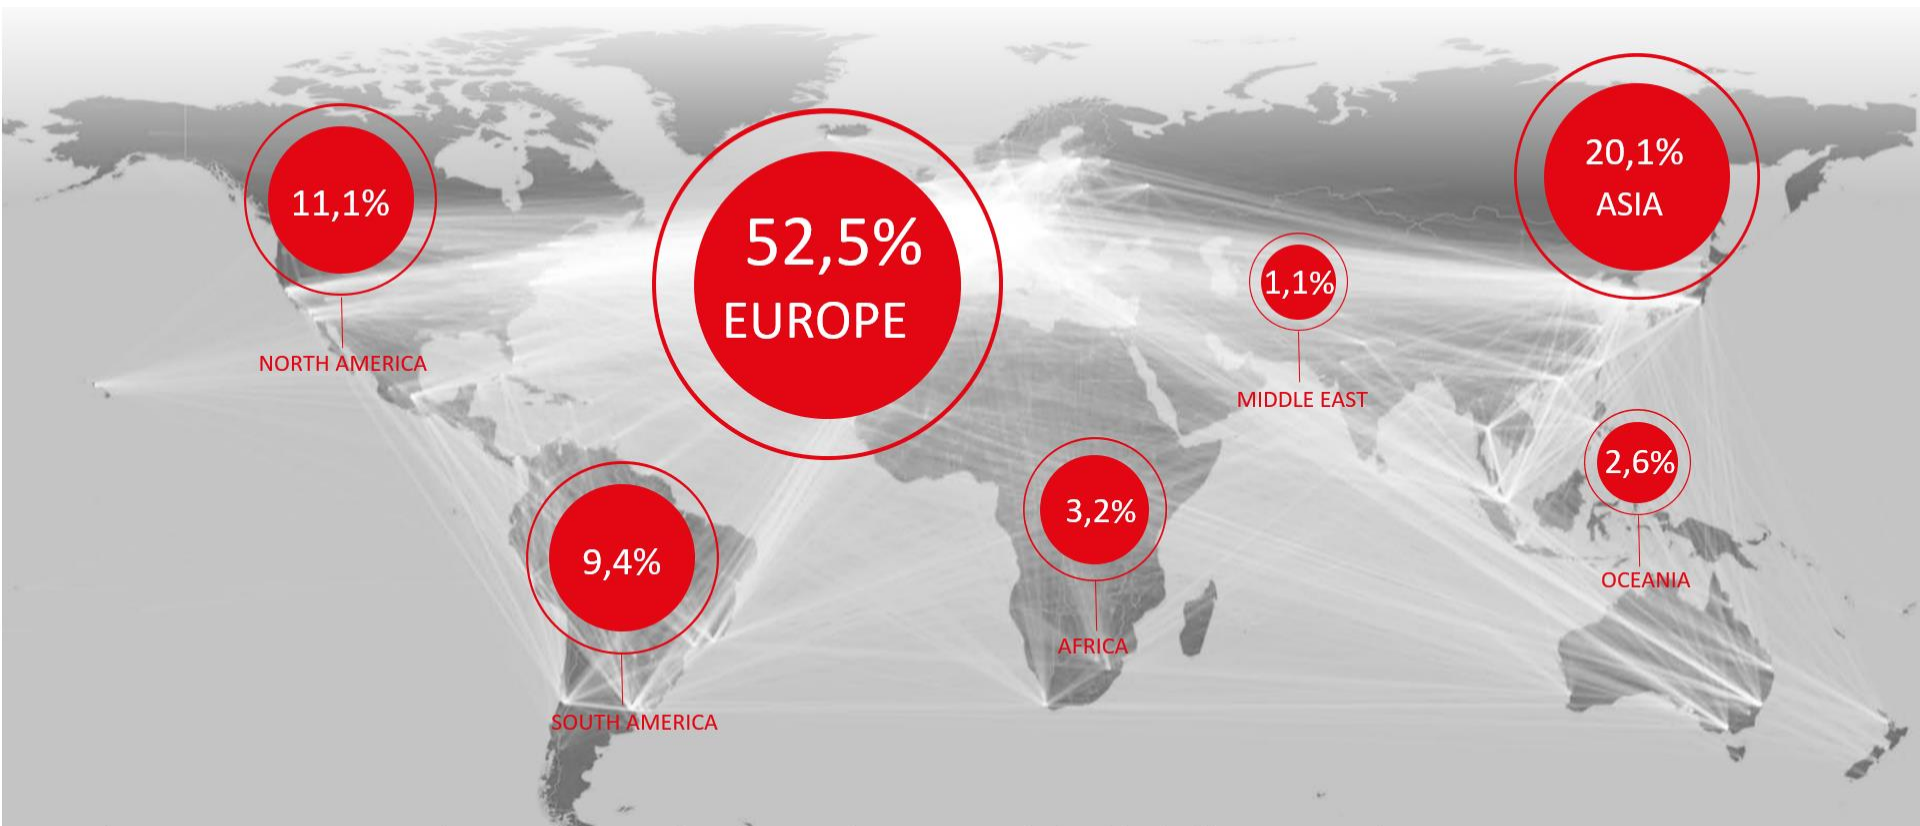 11,1%
NORTH AMERICA
52,5%
EUROPE
20,1%
ASIA
1,1%
MIDDLE EAST
2,6%
OCEANIA
9,4%
SOUTH AMERICA
3,2%
AFRICA